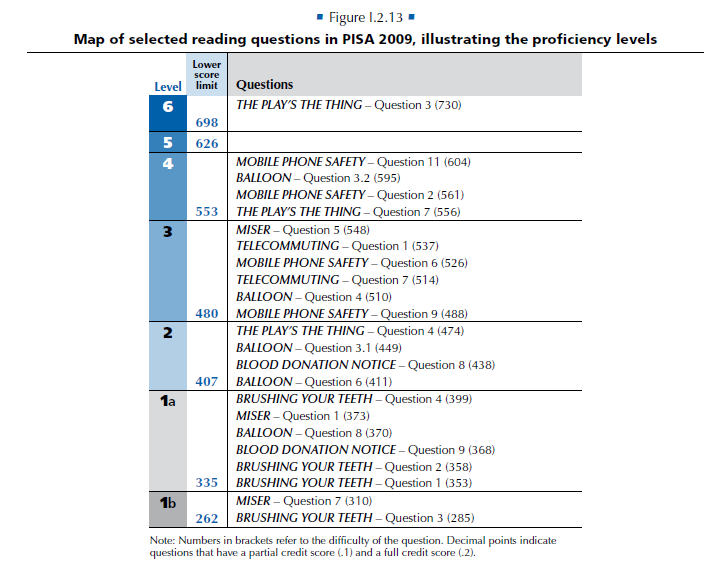 Figure I.2.13
Map of selected reading questions in PISA 2009, illustrating the proficiency levels
Level Lower score limit Questions
6 THE PLAY'S THE THING – Question 3 (730)
698
5 626
4 MOBILE PHONE SAFETY – Question 11 (604)
BALLOON – Question 3.2 (595)
MOBILE PHONE SAFETY – Question 2 (561)
553 THE PLAY'S THE THING – Question 7 (556)
3 MISER – Question 5 (548)
TELECOMMUTING – Question 1 (537)
MOBILE PHONE SAFETY – Question 6 (526)
TELECOMMUTING – Question 7 (514)
BALLOON – Question 4 (510)
480 MOBILE PHONE SAFETY – Question 9 (488)
2 THE PLAY'S THE THING – Question 4 (474)
BALLOON – Question 3.1 (449)
BLOOD DONATION NOTICE – Question 8 (438)
407 BALLOON – Question 6 (411)
1a BRUSHING YOUR TEETH – Question 4 (399)
MISER – Question 1 (373)
BALLOON – Question 8 (370)
BLOOD DONATION NOTICE – Question 9 (368)
BRUSHING YOUR TEETH – Question 2 (358)
335 BRUSHING YOUR TEETH – Question 1 (353)
1b MISER – Question 7 (310)
262 BRUSHING YOUR TEETH – Question 3 (285)
Note: Numbers in brackets refer to the difficulty of the question. Decimal points indicate
questions that have a partial credit score (.1) and a full credit score (.2).